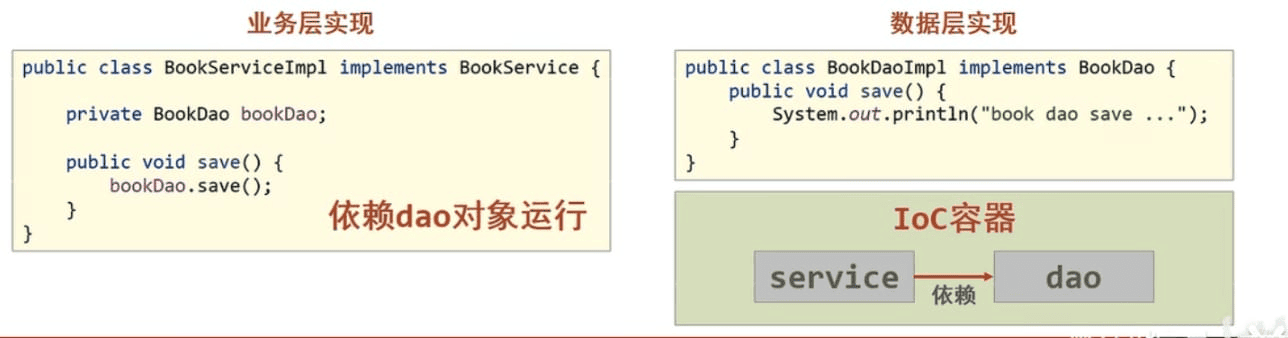 业务层实现
public class BookServiceImpl implements BookService {
private BookDao bookDao;
public void save() {
bookDao.save();
}
}
依赖dao对象运行
数据层实现
public class BookDaoImpl implements BookDao {
public void save() {
System.out.println("book dao save ...");
}
}
IoC容器
service
依赖
dao